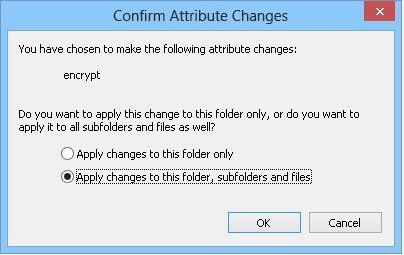 Confirm Attribute Changes
You have chosen to make the following attribute changes:
encrypt
Do you want to apply this change to this folder only, or do you want to
apply it to all subfolders and files as well?
Apply changes to this folder only
Apply changes to this folder, subfolders and files
OK
Cancel